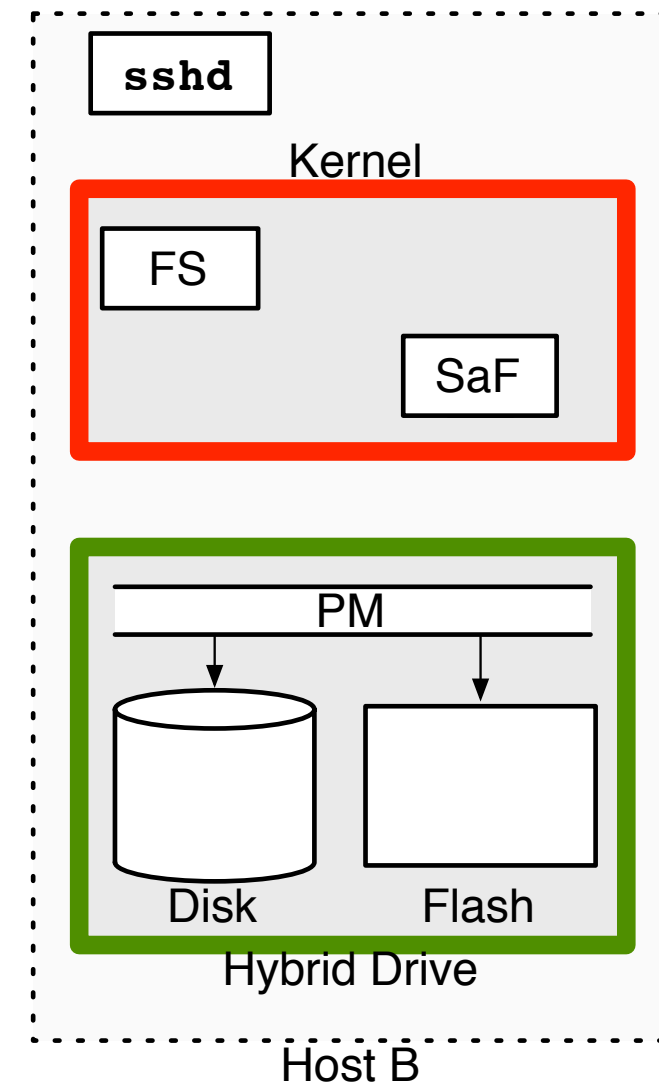 sshd
Kernel
FS
SaF
PM
Disk
Flash
Hybrid Drive
Host B